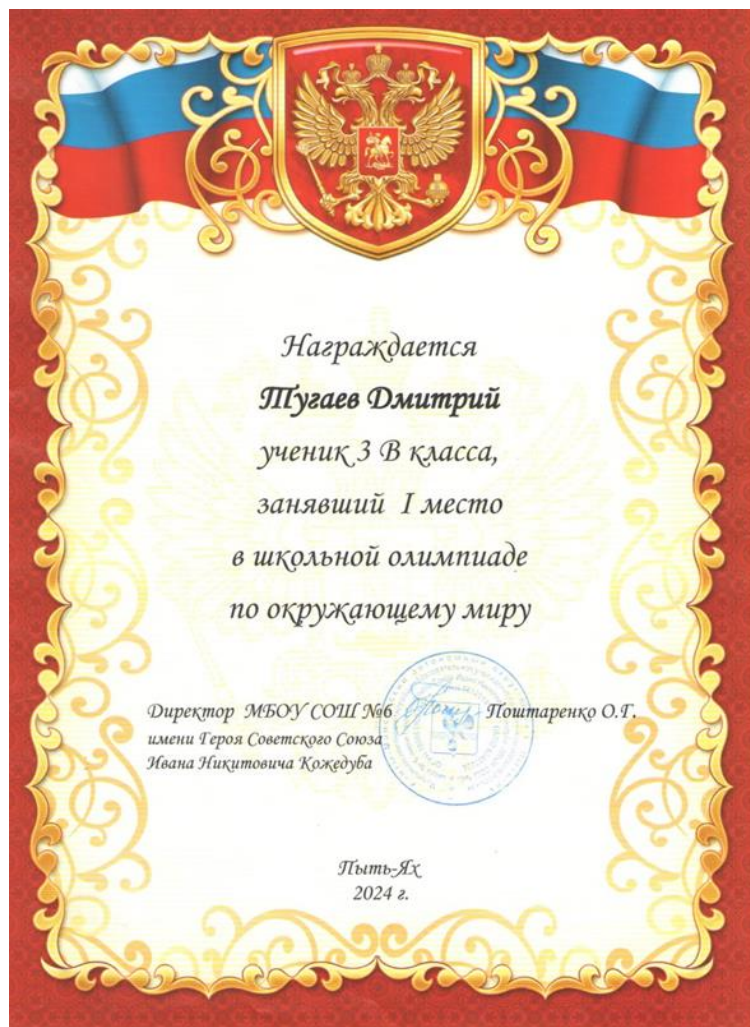 Награждается
Тугаев Дмитрий
ученик 3 В класса,
занявший I место
в школьной олимпиаде
по окружающему миру
Директор МБОУ СОШ №6 Поштаренко О.Г.
имени Героя Советского Союза
Ивана Никитовича Кожедуба
Пыть-Ях
2024 г.